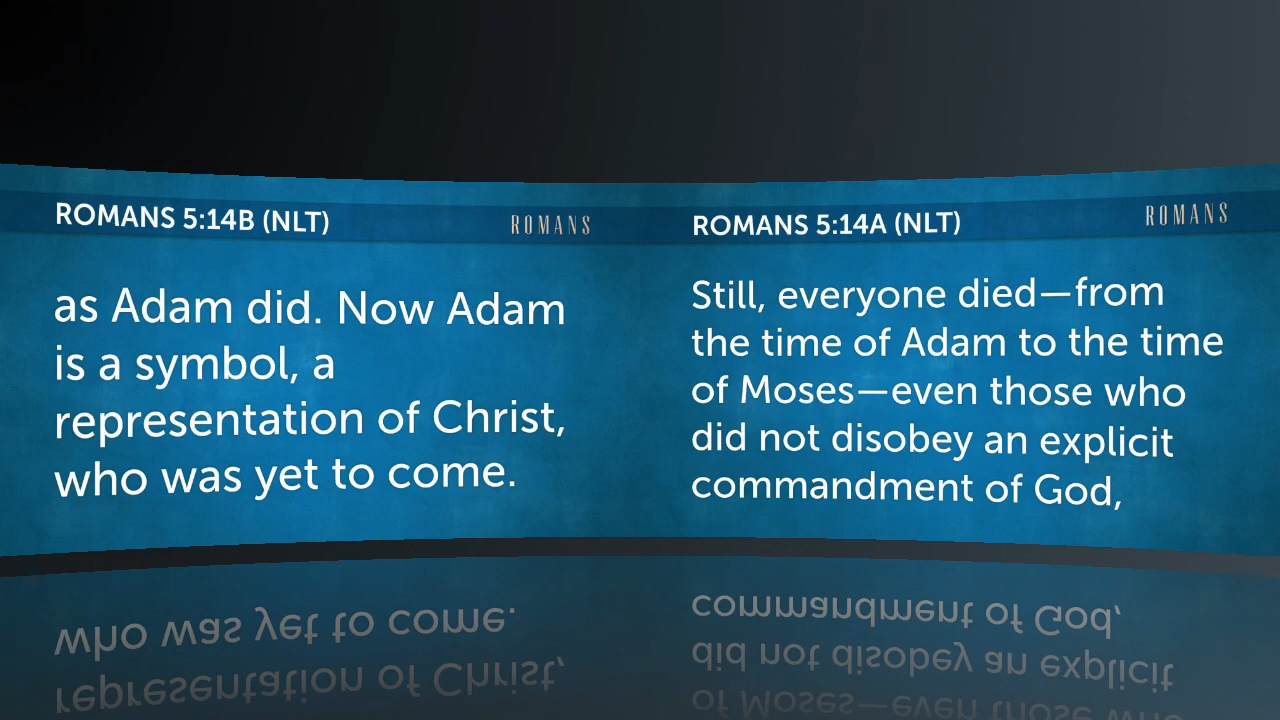 ROMANS 5:14B (NLT)
ROMANS
as Adam did. Now Adam
is a symbol, a
representation of Christ,
who was yet to come.
ROMANS 5:14A (NLT)
ROMANS
Still, everyone died—from
the time of Adam to the time
of Moses—even those who
did not disobey an explicit
commandment of God,